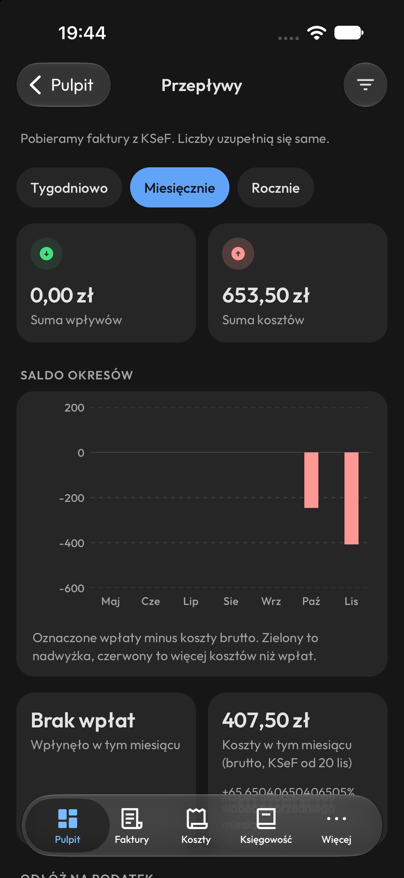 19:44
Pulpit
Przepływy
Pobieramy faktury z KSeF. Liczby uzupełnią się same.
Tygodniowo
Miesięcznie
Rocznie
0,00 zł
Suma wpływów
653,50 zł
Suma kosztów
SALDO OKRESÓW
200
0
-200
-400
-600
Maj Cze Lip Sie Wrz Paź Lis
Oznaczone wpłaty minus koszty brutto. Zielony to
nadwyżka, czerwony to więcej kosztów niż wpłat.
Brak wpłat
Wpłynęło w tym miesiącu
407,50 zł
Koszty w tym miesiącu
(brutto, KSeF od 20 lis)
+65.65040650406505%
Pulpit
Faktury
Koszty
Księgowość
Więcej
ODŁÓŻ NA PODATEK